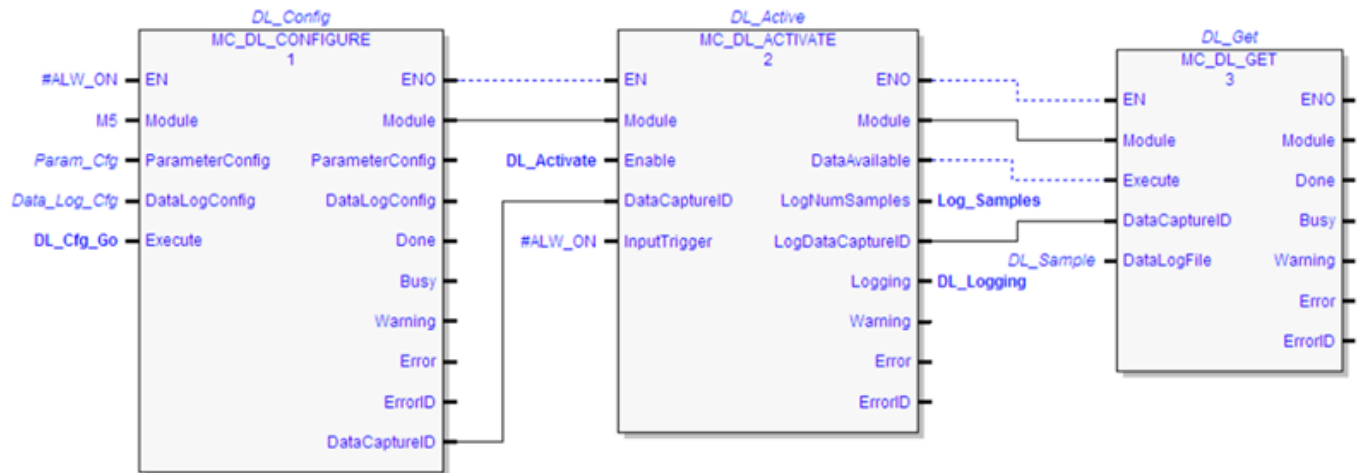 DL_Config
MC_DL_CONFIGURE
1
#ALW_ON EN ENO
M5 Module Module
Param_Cfg ParameterConfig ParameterConfig
Data_Log_Cfg DataLogConfig DataLogConfig
DL_Cfg_Go Execute Done
Busy
Warning
Error
ErrorID
DataCaptureID
DL_Active
MC_DL_ACTIVATE
2
EN ENO
Module Module
DL_Activate Enable DataAvailable
DataCaptureID LogNumSamples Log_Samples
#ALW_ON InputTrigger LogDataCaptureID
Logging DL_Logging
Warning
Error
ErrorID
DL_Get
MC_DL_GET
3
EN ENO
Module Module
Execute Done
DataCaptureID Busy
DL_Sample DataLogFile Warning
Error
ErrorID